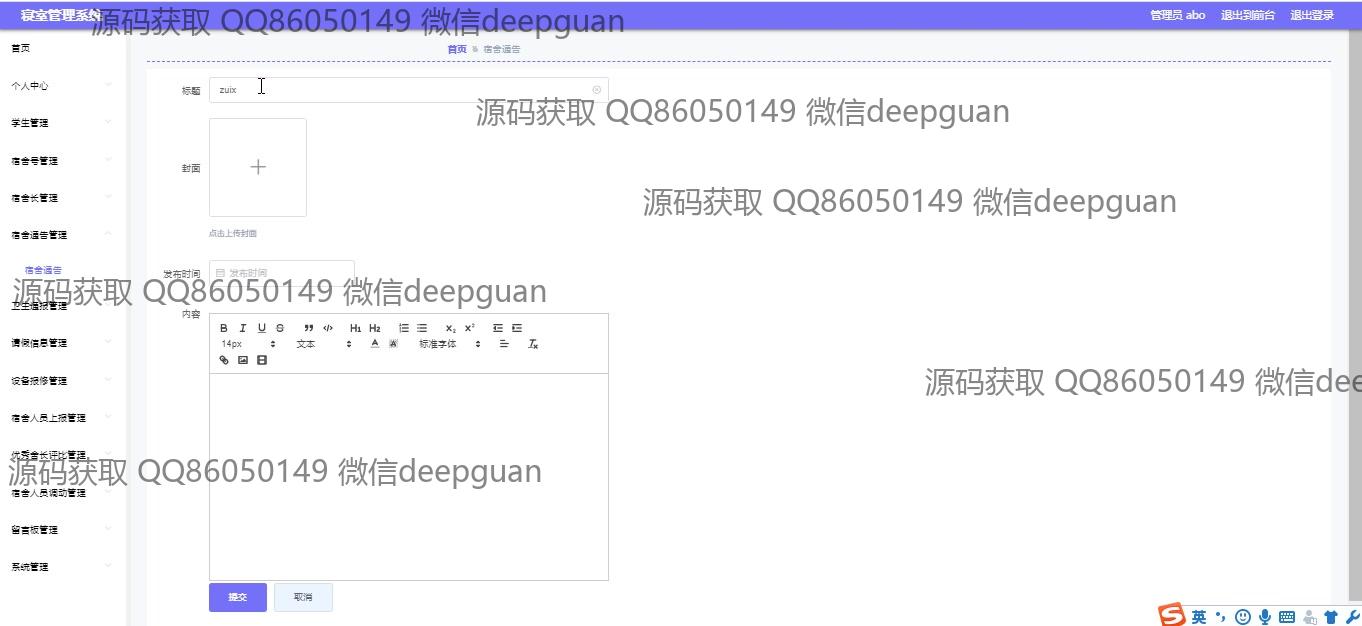 寝室管理系统
源码获取 QQ86050149 微信deepguan
管理员 abo
退出到前台
退出登录
首页
首页
宿舍通告
个人中心
标题
zuix
源码获取 QQ86050149 微信deepguan
学生管理
宿舍号管理
封面
宿舍长管理
源码获取 QQ86050149 微信deepguan
宿舍通告管理
点击上传封面
宿舍通告
发布时间
发布时间
源码获取 QQ86050149 微信deepguan
卫生通报管理
内容
B I U S H1 H2 X2 X2
请假信息管理
14px 文本 A A 标准字体 Tx
设备报修管理
源码获取 QQ86050149 微信dee
宿舍人员上报管理
优秀舍长评比管理
源码获取 QQ86050149 微信deepguan
宿舍人员调动管理
留言板管理
系统管理
提交
取消
英